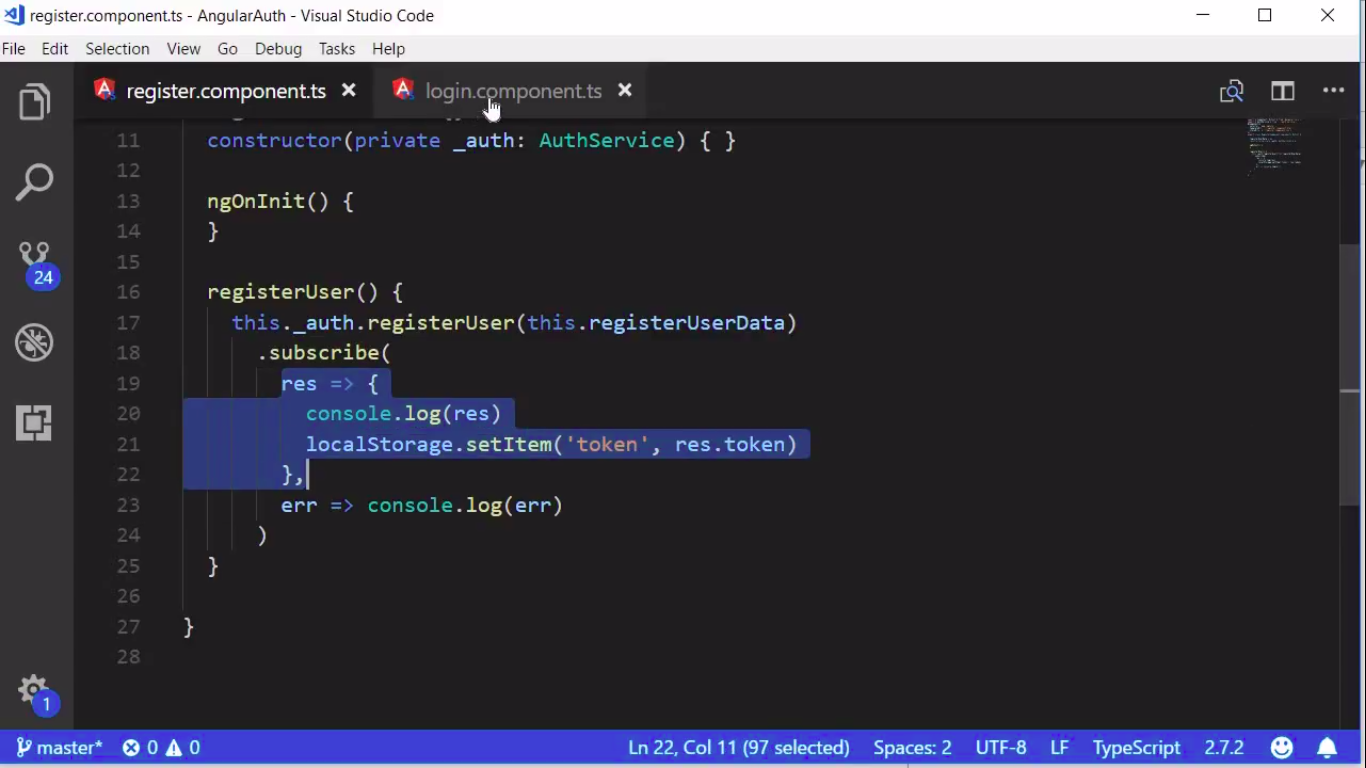 register.component.ts - AngularAuth - Visual Studio Code
File Edit Selection View Go Debug Tasks Help
register.component.ts login.component.ts
11 constructor(private _auth: AuthService) { }
12
13 ngOnInit() {
14 }
15
16 registerUser() {
17 this._auth.registerUser(this.registerUserData)
18 .subscribe(
19 res => {
20 console.log(res)
21 localStorage.setItem('token', res.token)
22 },
23 err => console.log(err)
24 )
25 }
26
27 }
28
24
1
master* 0 0 Ln 22, Col 11 (97 selected) Spaces: 2 UTF-8 LF TypeScript 2.7.2